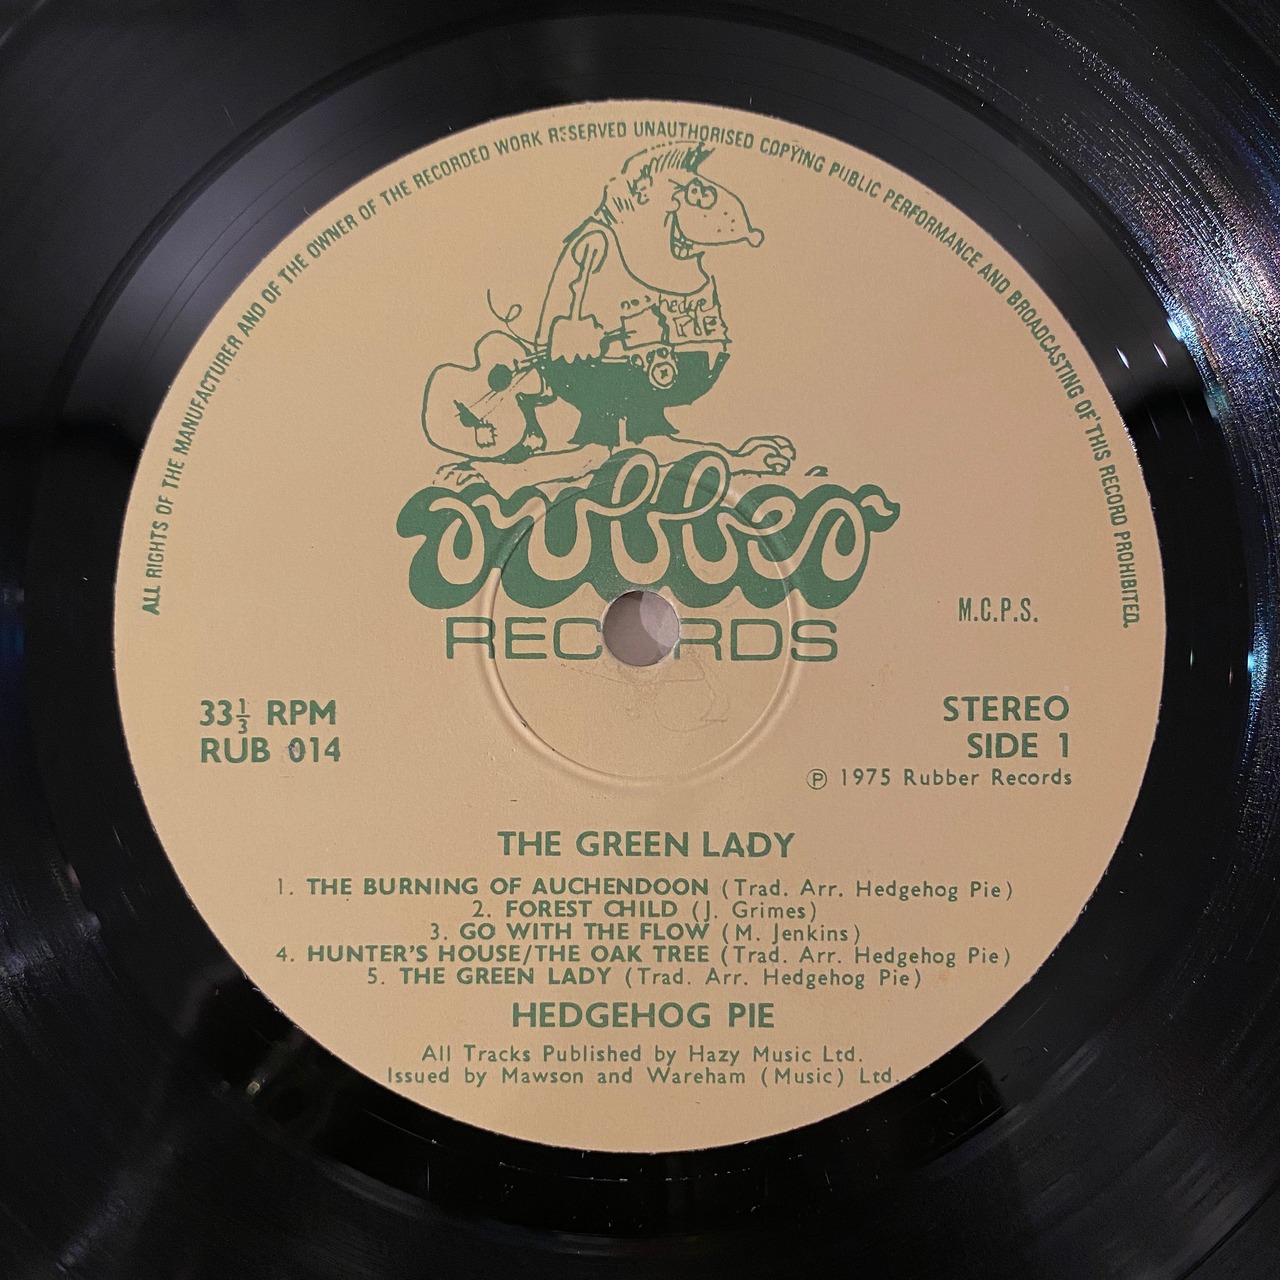 ALL RIGHTS OF THE MANUFACTURER AND OF THE OWNER OF THE RECORDED WORK RESERVED UNAUTHORISED COPYING PUBLIC PERFORMANCE AND BROADCASTING OF THIS RECORD PROHIBITED.
hedge
PIE
rubber
RECORDS
M.C.P.S.
33 1/3 RPM
RUB 014
STEREO
SIDE 1
℗ 1975 Rubber Records
THE GREEN LADY
1. THE BURNING OF AUCHENDOON (Trad. Arr. Hedgehog Pie)
2. FOREST CHILD (J. Grimes)
3. GO WITH THE FLOW (M. Jenkins)
4. HUNTER'S HOUSE/THE OAK TREE (Trad. Arr. Hedgehog Pie)
5. THE GREEN LADY (Trad. Arr. Hedgehog Pie)
HEDGEHOG PIE
All Tracks Published by Hazy Music Ltd.
Issued by Mawson and Wareham (Music) Ltd.